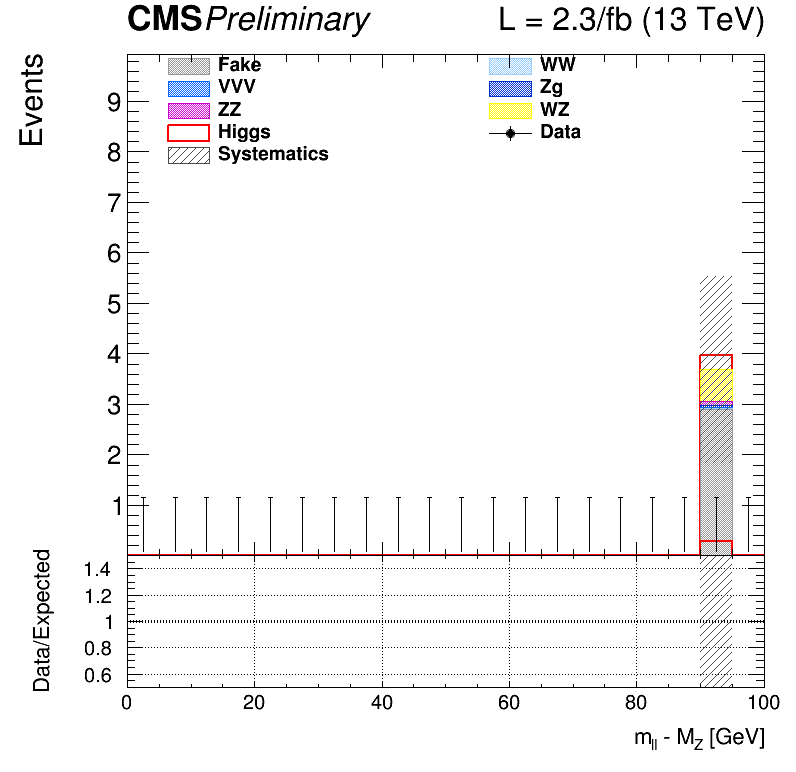 CMS Preliminary L = 2.3/fb (13 TeV)
Events
Fake WW
VVV Zg
ZZ WZ
Higgs Data
Systematics
9
8
7
6
5
4
3
2
1
Data/Expected
1.4
1.2
1
0.8
0.6
0 20 40 60 80 100
m_ll - M_Z [GeV]